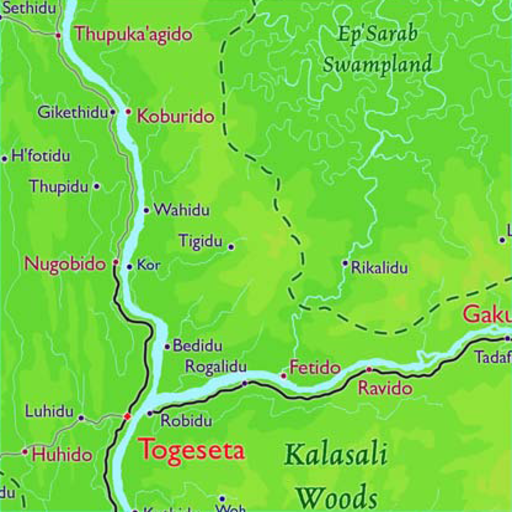 Sethidu
Thupuka'agido
Ep'Sarab
Swampland
Gikethidu
Koburido
H'fotidu
Thupidu
Wahidu
Tigidu
Nugobido
Kor
Rikalidu
Gaku
Bedidu
Tadaf
Rogalidu
Fetido
Ravido
Luhidu
Robidu
Togeseta
Huhido
Kalasali
Woods
du
Woh